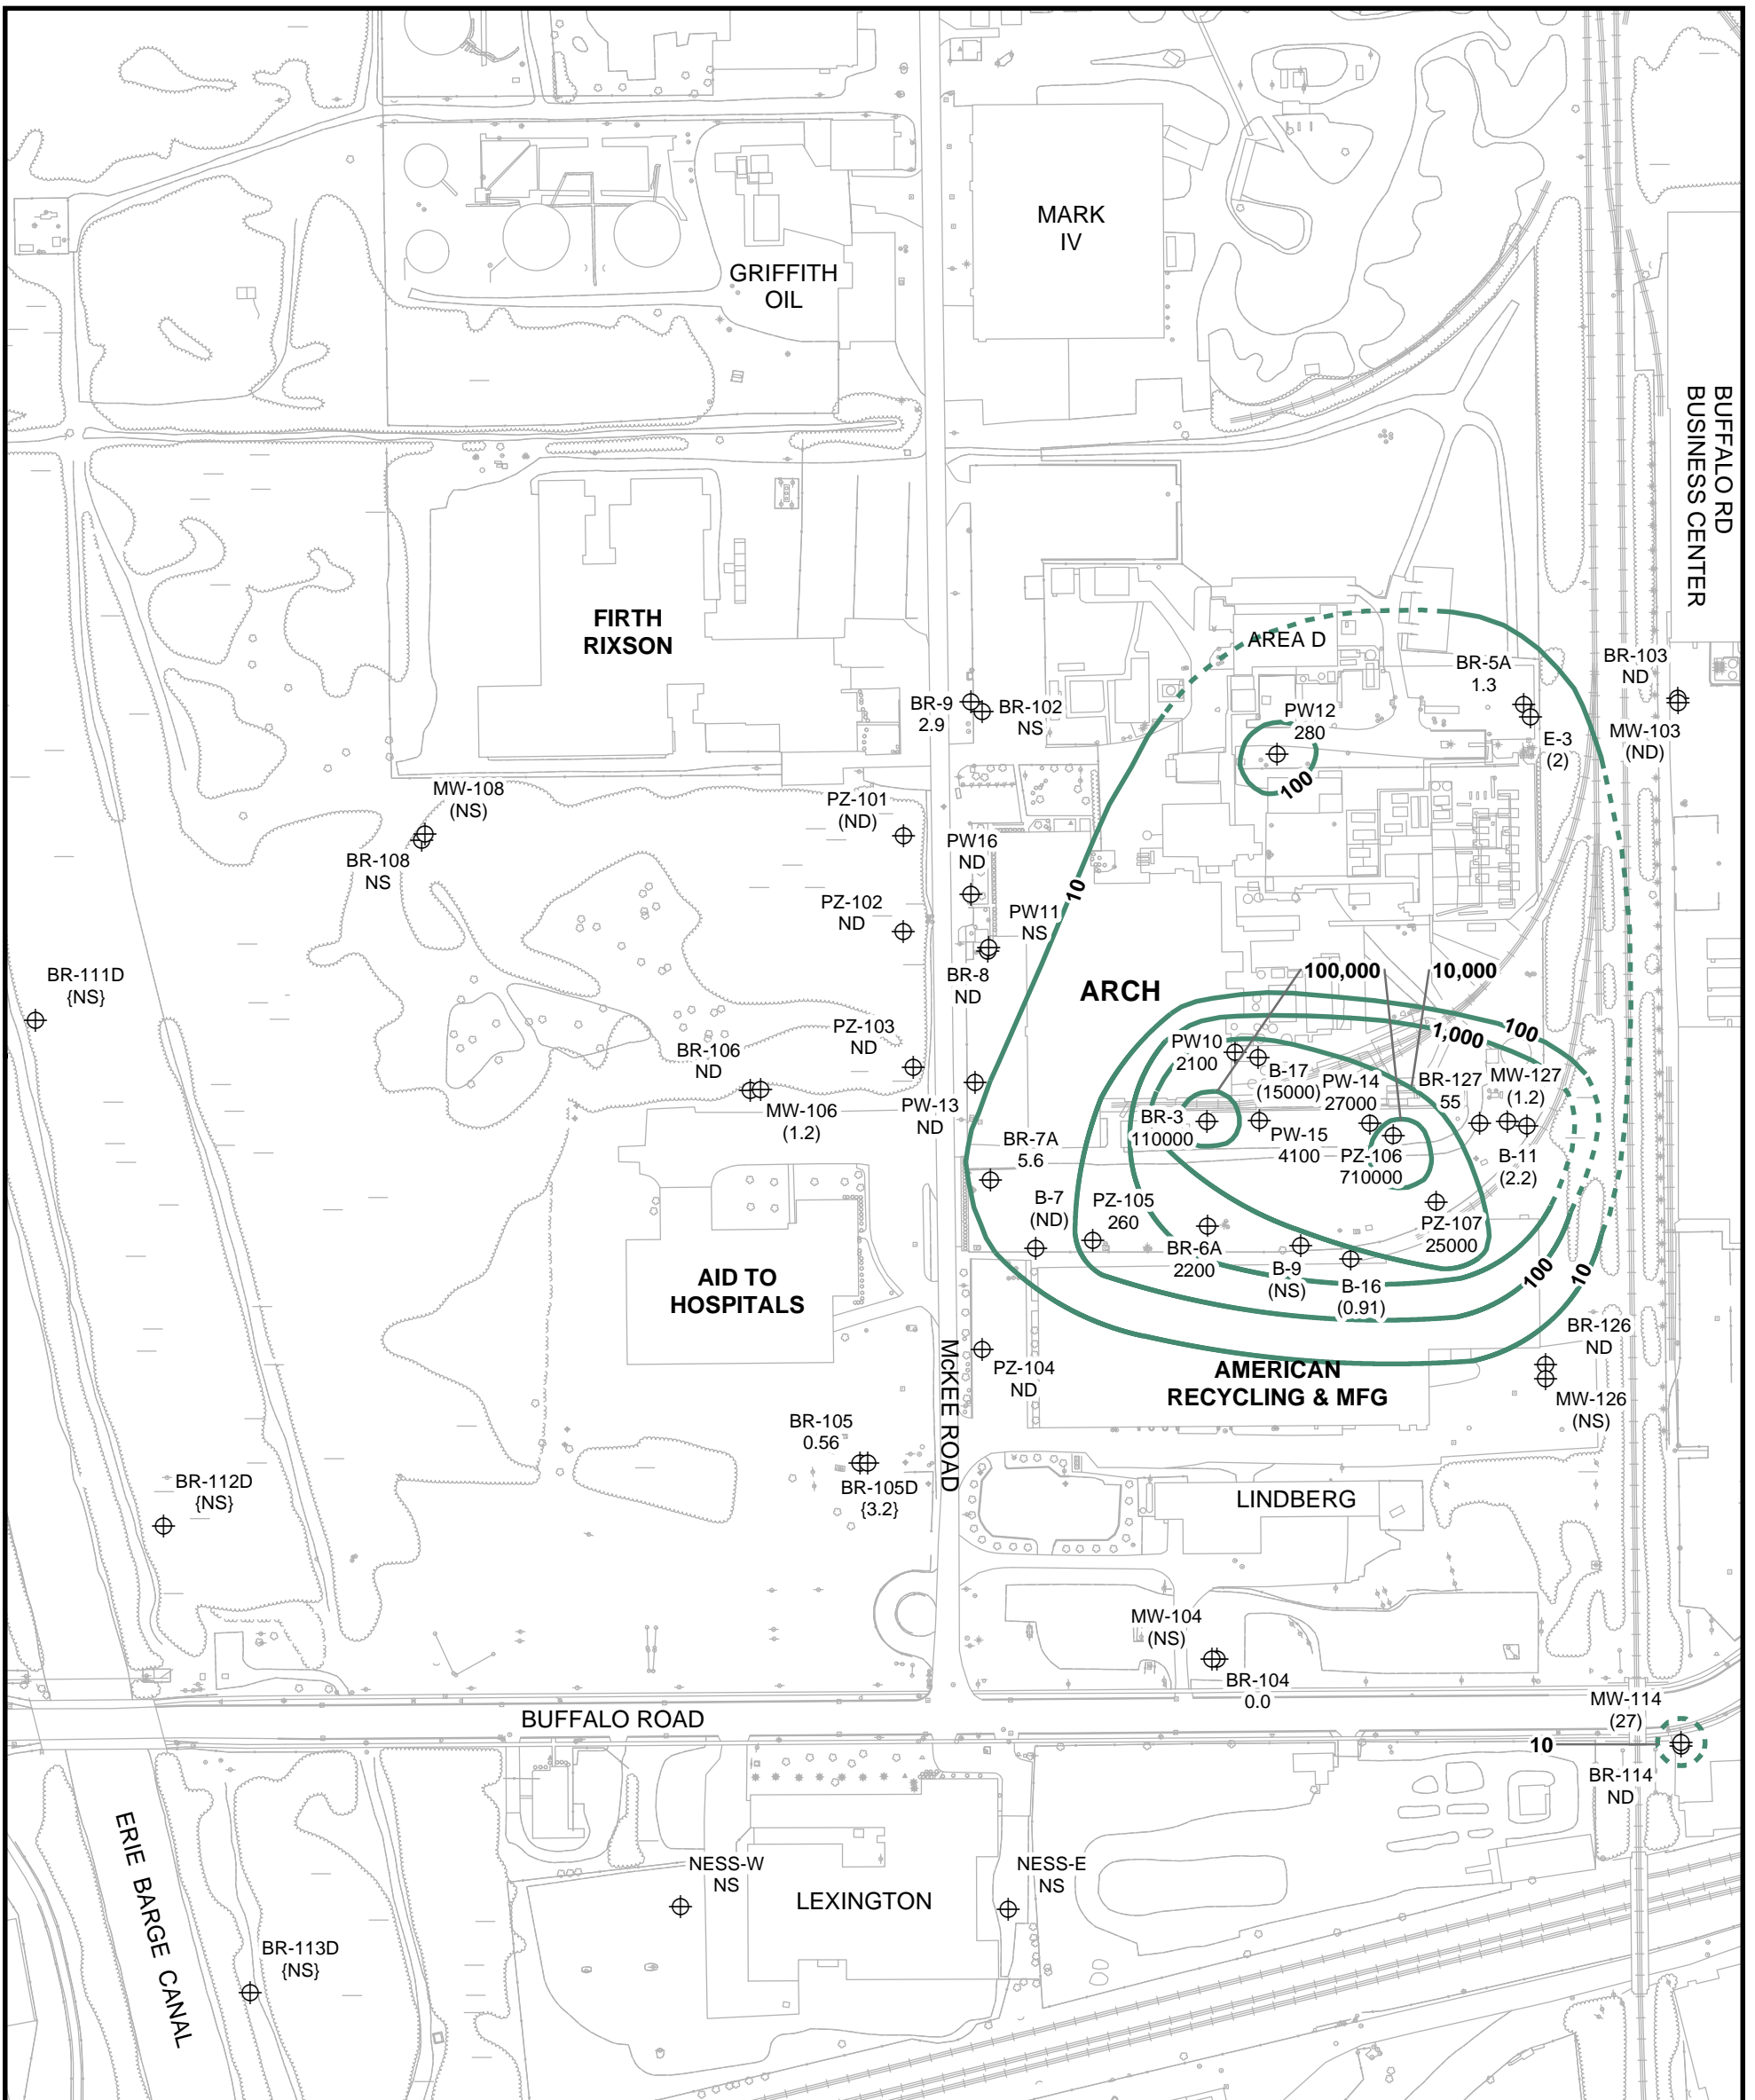 MARK
IV
GRIFFITH
OIL
BUFFALO RD
BUSINESS CENTER
FIRTH
RIXSON
AREA D
BR-5A
1.3
BR-103
ND
BR-9
2.9
BR-102
NS
PW12
280
100
E-3
(2)
MW-103
(ND)
MW-108
(NS)
BR-108
NS
PZ-101
(ND)
PW16
ND
10
PZ-102
ND
PW11
NS
BR-8
ND
ARCH
100,000
10,000
BR-111D
{NS}
PZ-103
ND
BR-106
ND
MW-106
(1.2)
PW-13
ND
100
1,000
PW10
2100
B-17
(15000)
PW-14
27000
BR-127
55
MW-127
(1.2)
BR-3
110000
PW-15
4100
PZ-106
710000
B-11
(2.2)
BR-7A
5.6
B-7
(ND)
PZ-105
260
BR-6A
2200
B-9
(NS)
B-16
(0.91)
PZ-107
25000
100
10
AID TO
HOSPITALS
McKEE ROAD
PZ-104
ND
AMERICAN
RECYCLING & MFG
BR-126
ND
MW-126
(NS)
BR-105
0.56
BR-105D
{3.2}
BR-112D
{NS}
LINDBERG
MW-104
(NS)
BR-104
0.0
MW-114
(27)
BUFFALO ROAD
10
BR-114
ND
ERIE BARGE CANAL
NESS-W
NS
LEXINGTON
NESS-E
NS
BR-113D
{NS}